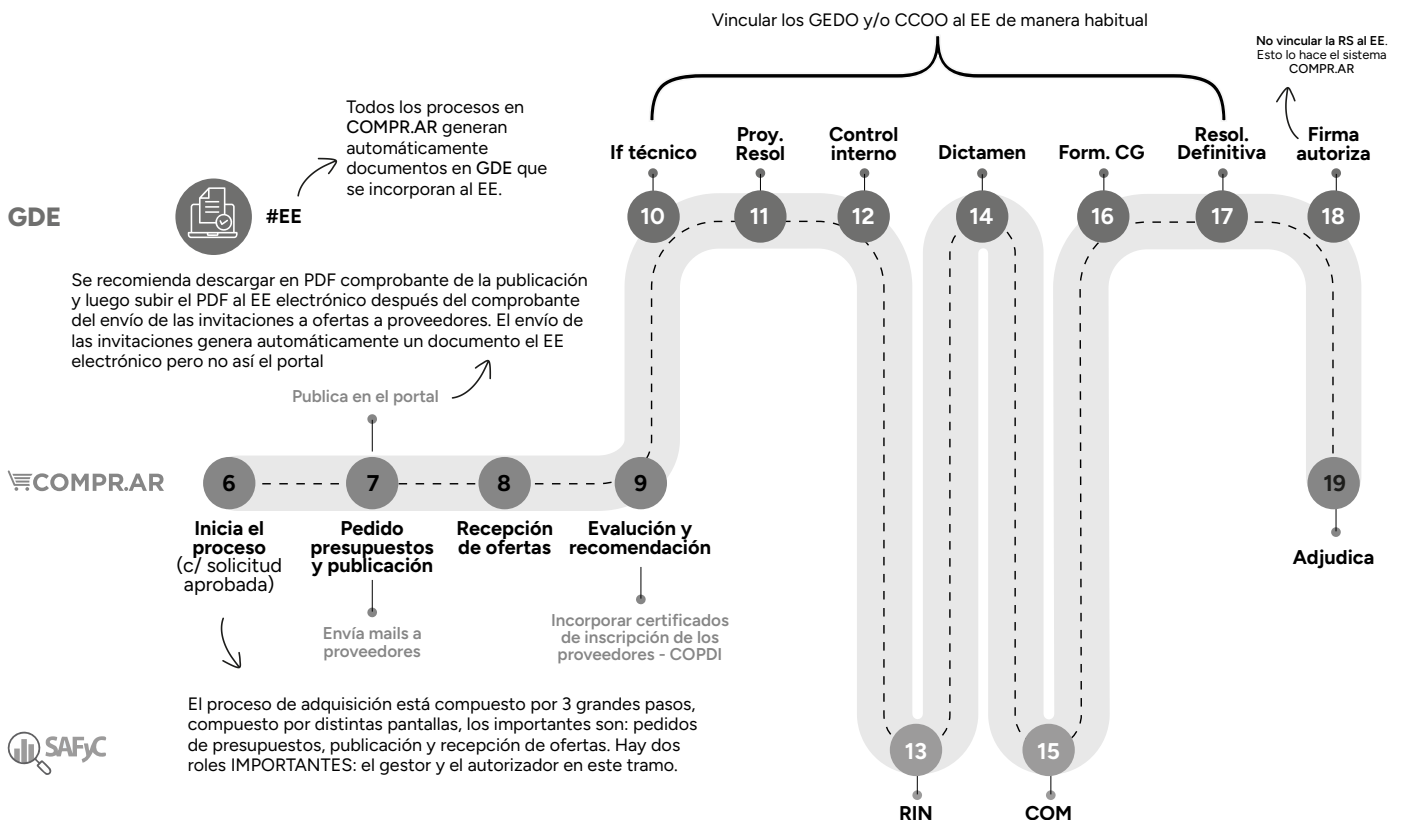 Vincular los GEDO y/o CCOO al EE de manera habitual
No vincular la RS al EE.
Esto lo hace el sistema
COMPR.AR
Todos los procesos en
COMPR.AR generan
automáticamente
documentos en GDE que
se incorporan al EE.
If técnico
Proy.
Resol
Control
interno
Dictamen
Form. CG
Resol.
Definitiva
Firma
autoriza
GDE
#EE
10
11
12
14
16
17
18
Se recomienda descargar en PDF comprobante de la publicación
y luego subir el PDF al EE electrónico después del comprobante
del envío de las invitaciones a ofertas a proveedores. El envío de
las invitaciones genera automáticamente un documento el EE
electrónico pero no así el portal
Publica en el portal
COMPR.AR
6
7
8
9
19
Inicia el
proceso
(c/ solicitud
aprobada)
Pedido
presupuestos
y publicación
Recepción
de ofertas
Evalución y
recomendación
Adjudica
Envía mails a
proveedores
Incorporar certificados
de inscripción de los
proveedores - COPDI
El proceso de adquisición está compuesto por 3 grandes pasos,
compuesto por distintas pantallas, los importantes son: pedidos
de presupuestos, publicación y recepción de ofertas. Hay dos
roles IMPORTANTES: el gestor y el autorizador en este tramo.
SAFyC
13
15
RIN
COM